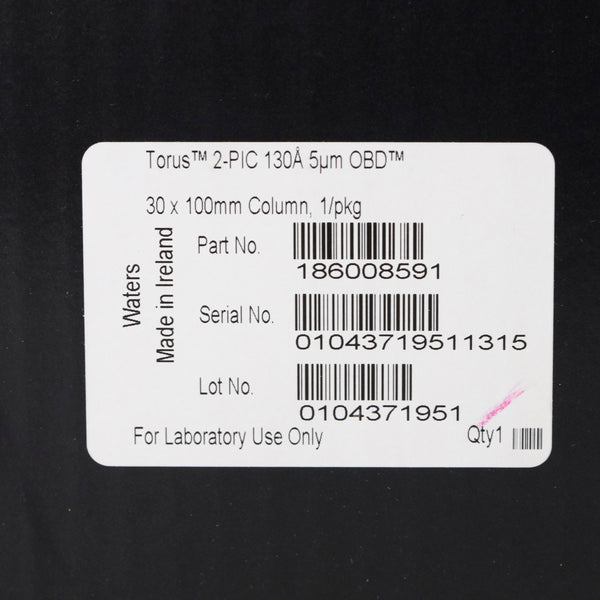 Torus™ 2-PIC 130Å 5µm OBD™
30 x 100mm Column, 1/pkg
Waters
Made in Ireland
Part No.
186008591
Serial No.
01043719511315
Lot No.
0104371951
For Laboratory Use Only
Qty1